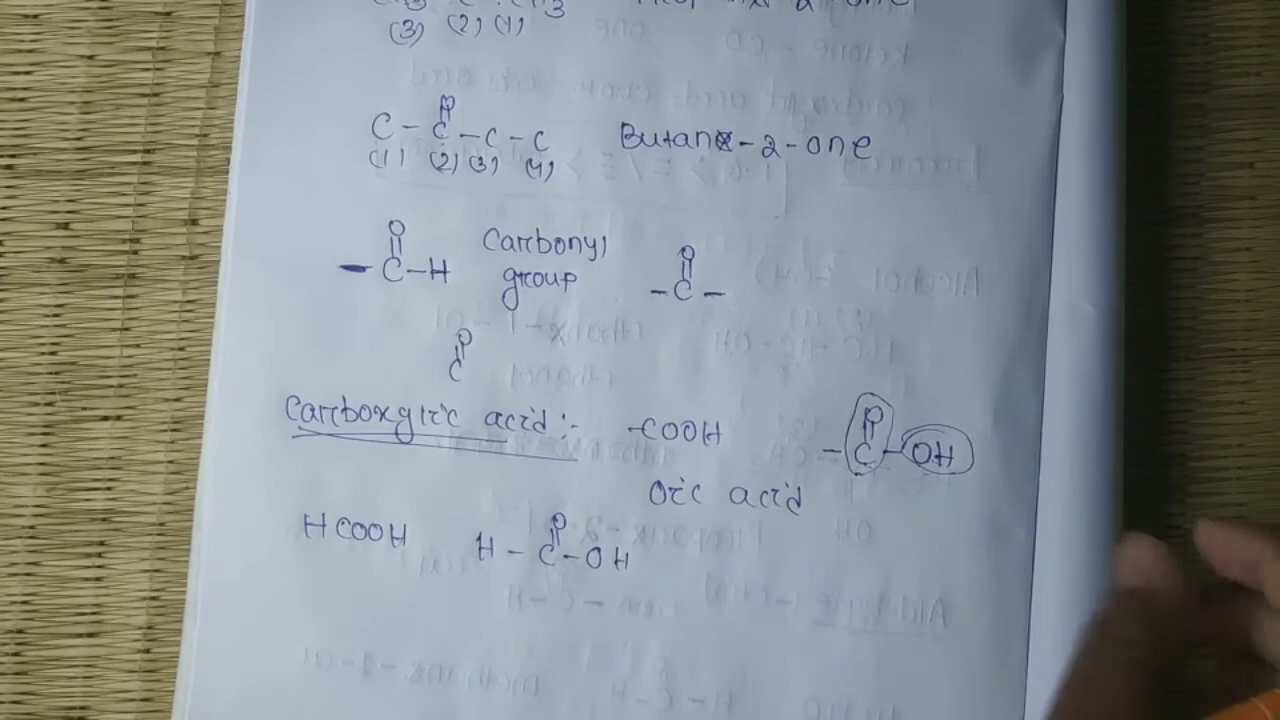 (3) (2) (1)
O
C - C - C - C Butane - 2 - one
(1) (2) (3) (4)
O
- C - H Carbonyl group
O
- C -
O
C
Carboxylic acid :- -COOH
O
- C - OH
Oic acid
HCOOH
O
H - C - OH